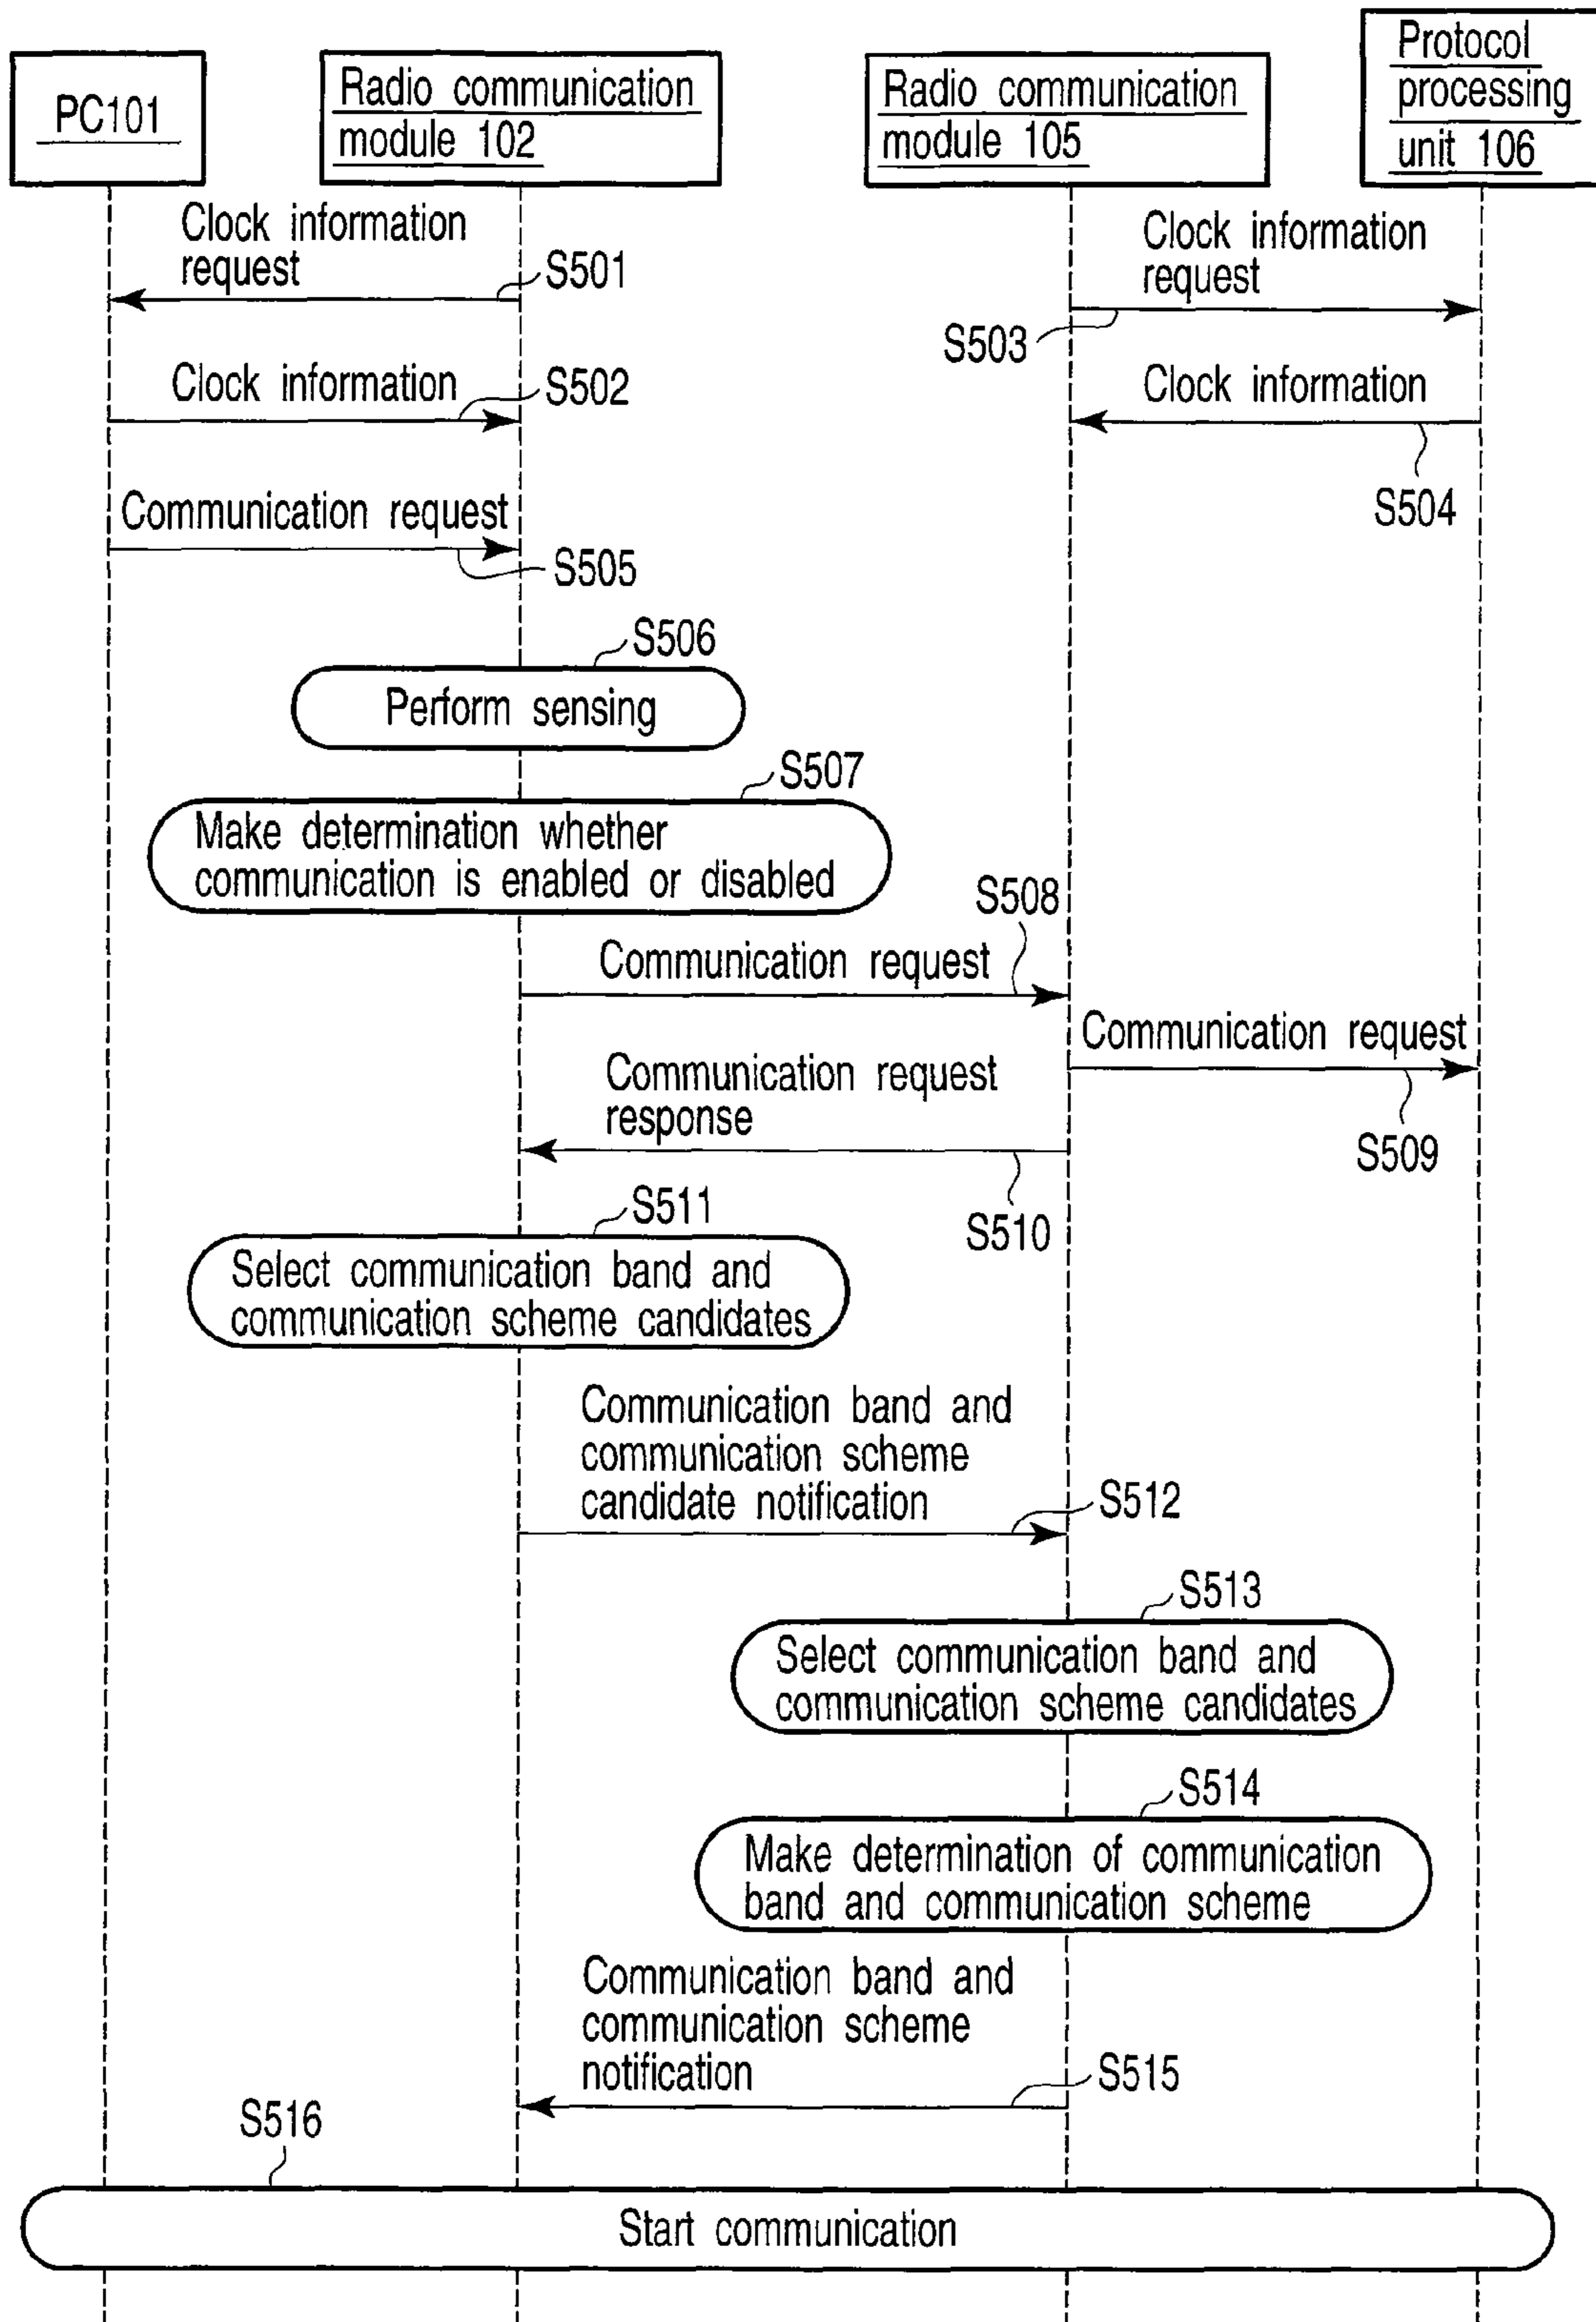 PC101
Radio communication
module 102
Radio communication
module 105
Protocol
processing
unit 106
Clock information
request
S501
Clock information
request
S503
Clock information
S502
Clock information
S504
Communication request
S505
S506
Perform sensing
S507
Make determination whether
communication is enabled or disabled
S508
Communication request
Communication request
S509
Communication request
response
S510
S511
Select communication band and
communication scheme candidates
Communication band and
communication scheme
candidate notification
S512
S513
Select communication band and
communication scheme candidates
S514
Make determination of communication
band and communication scheme
Communication band and
communication scheme
notification
S515
S516
Start communication